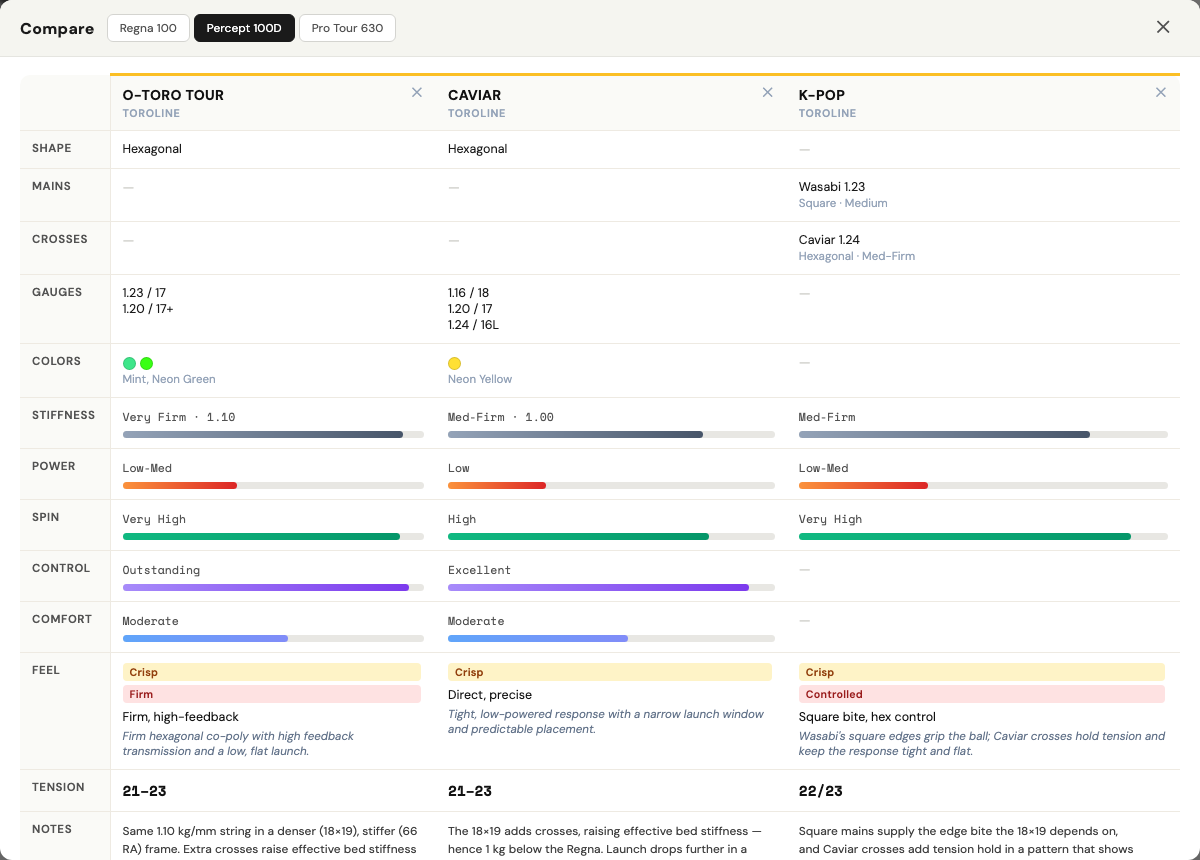 Compare
Regna 100
Percept 100D
Pro Tour 630
O-TORO TOUR
TOROLINE
CAVIAR
TOROLINE
K-POP
TOROLINE
SHAPE
Hexagonal
Hexagonal
—
MAINS
—
—
Wasabi 1.23
Square · Medium
CROSSES
—
—
Caviar 1.24
Hexagonal · Med-Firm
GAUGES
1.23 / 17
1.20 / 17+
1.16 / 18
1.20 / 17
1.24 / 16L
—
COLORS
Mint, Neon Green
Neon Yellow
—
STIFFNESS
Very Firm · 1.10
Med-Firm · 1.00
Med-Firm
POWER
Low-Med
Low
Low-Med
SPIN
Very High
High
Very High
CONTROL
Outstanding
Excellent
—
COMFORT
Moderate
Moderate
—
FEEL
Crisp
Firm
Firm, high-feedback
Firm hexagonal co-poly with high feedback
transmission and a low, flat launch.
Crisp
Direct, precise
Tight, low-powered response with a narrow launch window
and predictable placement.
Crisp
Controlled
Square bite, hex control
Wasabi's square edges grip the ball; Caviar crosses hold tension and
keep the response tight and flat.
TENSION
21–23
21–23
22/23
NOTES
Same 1.10 kg/mm string in a denser (18×19), stiffer (66
RA) frame. Extra crosses raise effective bed stiffness
The 18×19 adds crosses, raising effective bed stiffness —
hence 1 kg below the Regna. Launch drops further in a
Square mains supply the edge bite the 18×19 depends on,
and Caviar crosses add tension hold in a pattern that shows